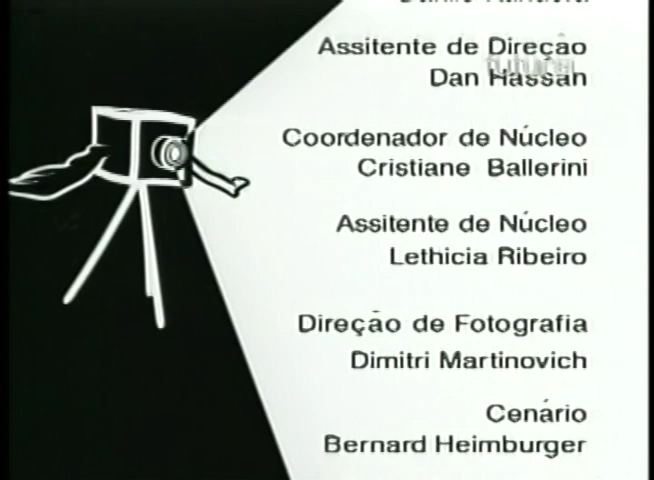 Assitente de Direção
futura
Dan Hassan
Coordenador de Núcleo
Cristiane Ballerini
Assitente de Núcleo
Lethicia Ribeiro
Direção de Fotografia
Dimitri Martinovich
Cenário
Bernard Heimburger